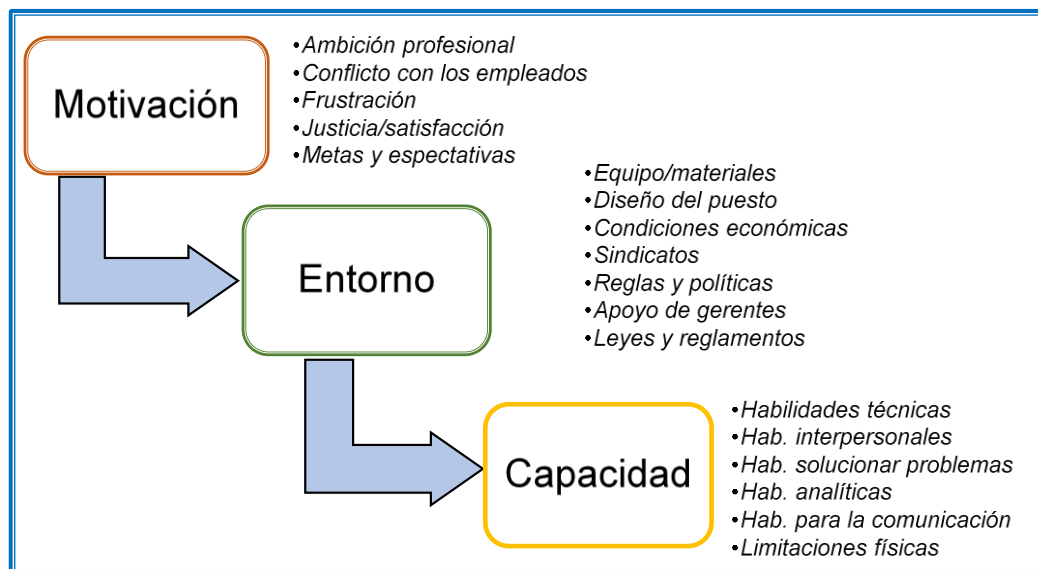 Motivación
•Ambición profesional
•Conflicto con los empleados
•Frustración
•Justicia/satisfacción
•Metas y espectativas
Entorno
•Equipo/materiales
•Diseño del puesto
•Condiciones económicas
•Sindicatos
•Reglas y políticas
•Apoyo de gerentes
•Leyes y reglamentos
Capacidad
•Habilidades técnicas
•Hab. interpersonales
•Hab. solucionar problemas
•Hab. analíticas
•Hab. para la comunicación
•Limitaciones físicas